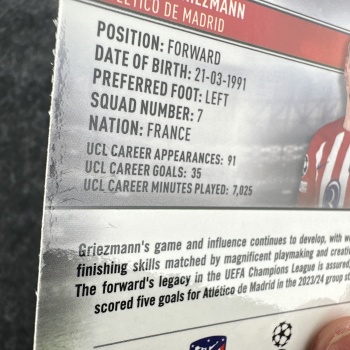 GRIEZMANN
ATLÉTICO DE MADRID
POSITION: FORWARD
DATE OF BIRTH: 21-03-1991
PREFERRED FOOT: LEFT
SQUAD NUMBER: 7
NATION: FRANCE
UCL CAREER APPEARANCES: 91
UCL CAREER GOALS: 35
UCL CAREER MINUTES PLAYED: 7,025
Griezmann's game and influence continues to develop, with
finishing skills matched by magnificent playmaking and
The forward's legacy in the UEFA Champions League is assured,
scored five goals for Atlético de Madrid in the 2023/24 group